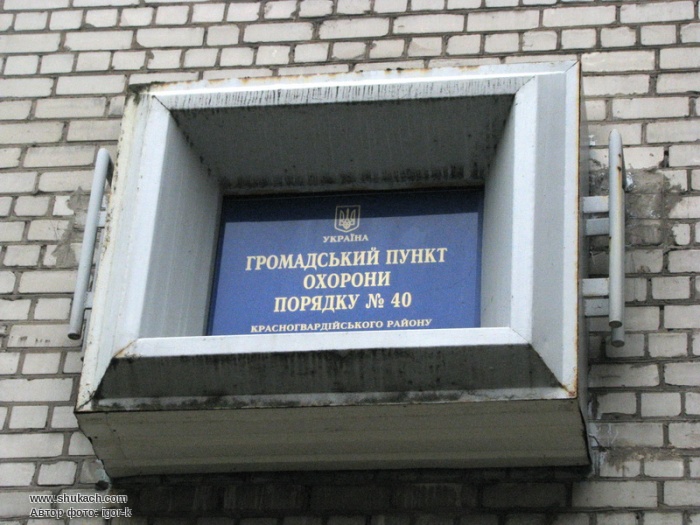 УКРАЇНА
ГРОМАДСЬКИЙ ПУНКТ
ОХОРОНИ
ПОРЯДКУ № 40
КРАСНОГВАРДІЙСЬКОГО РАЙОНУ
www.shukach.com
Автор фото: igor-k